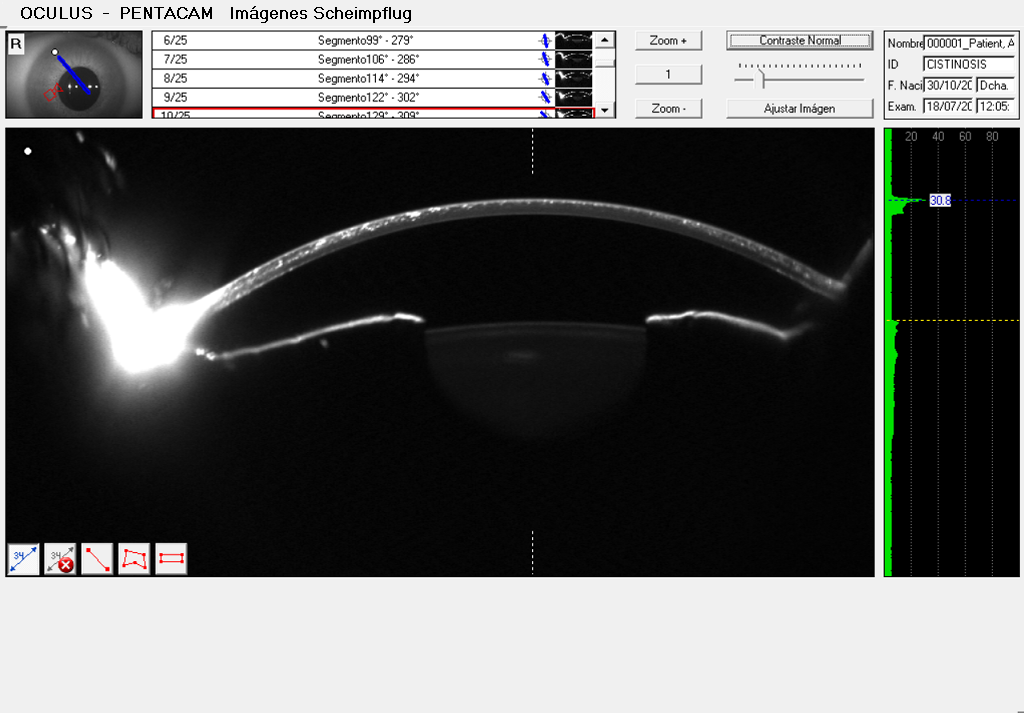 OCULUS - PENTACAM Imágenes Scheimpflug
R
OA
6/25 Segmento99° - 279°
7/25 Segmento106° - 286°
8/25 Segmento114° - 294°
9/25 Segmento122° - 302°
10/25 Segmento129° - 309°
Zoom +
1
Zoom -
Contraste Normal
Ajustar Imágen
Nombre 000001_Patient, A
ID CISTINOSIS
F. Naci 30/10/20 Dcha.
Exam. 18/07/20 12:05:
20 40 60 80
30.8
34 34